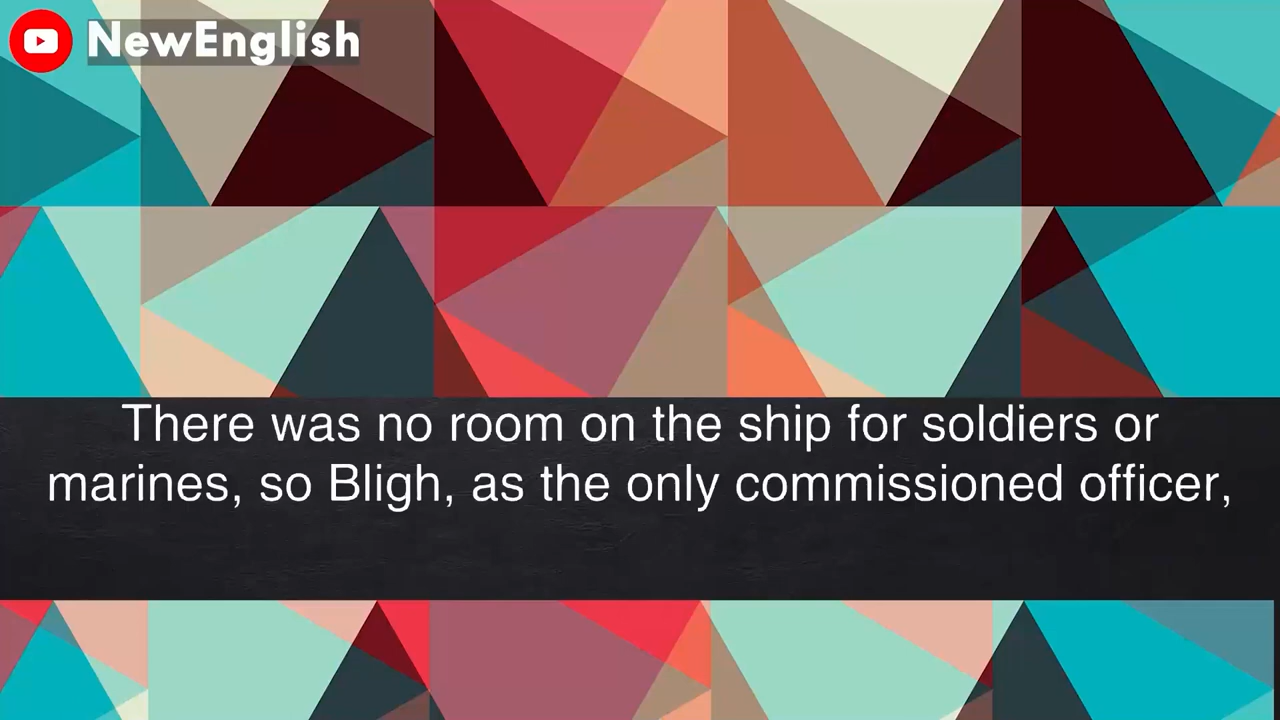 NewEnglish
There was no room on the ship for soldiers or
marines, so Bligh, as the only commissioned officer,